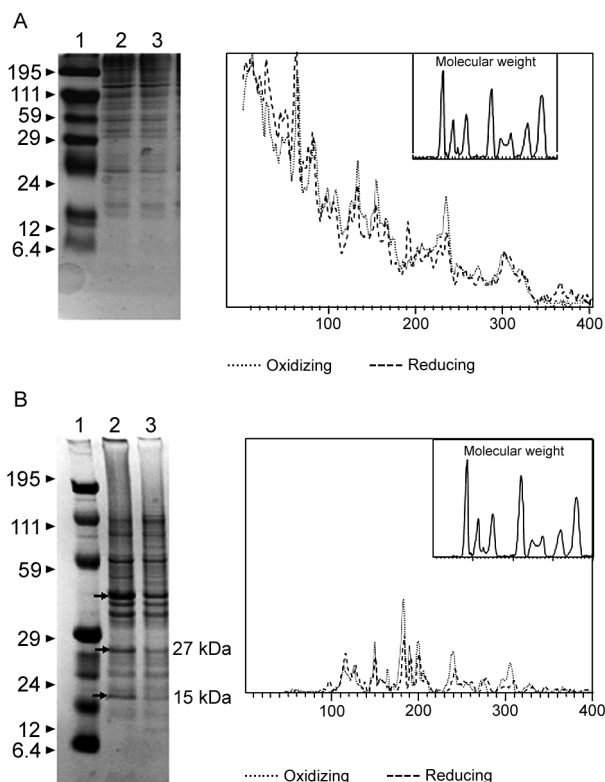 A
1 2 3
195
111
59
29
24
12
6.4
Molecular weight
100 200 300 400
Oxidizing Reducing
B
1 2 3
195
111
59
29
24
12
6.4
27 kDa
15 kDa
Molecular weight
100 200 300 400
Oxidizing Reducing